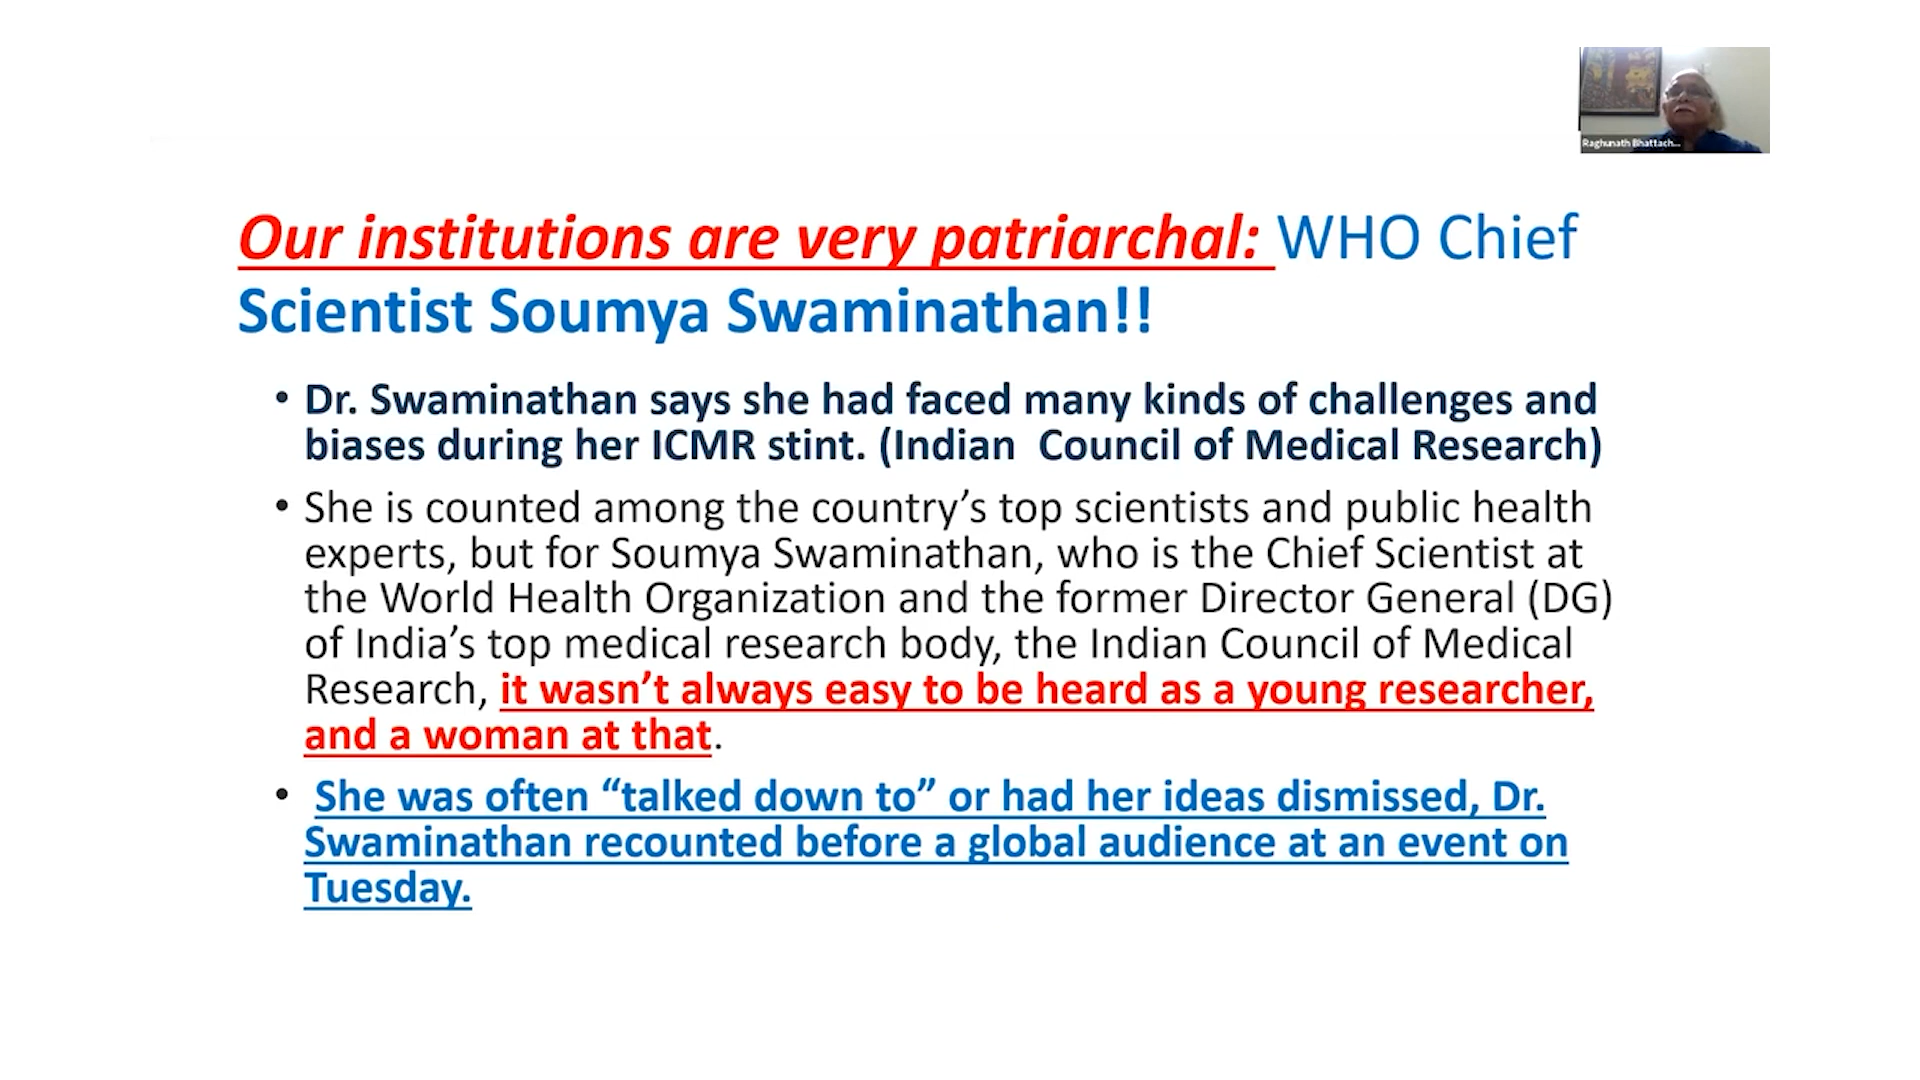 Raghunath Bhattach...
Our institutions are very patriarchal: WHO Chief
Scientist Soumya Swaminathan!!
• Dr. Swaminathan says she had faced many kinds of challenges and
biases during her ICMR stint. (Indian  Council of Medical Research)
• She is counted among the country’s top scientists and public health
experts, but for Soumya Swaminathan, who is the Chief Scientist at
the World Health Organization and the former Director General (DG)
of India’s top medical research body, the Indian Council of Medical
Research, it wasn’t always easy to be heard as a young researcher,
and a woman at that.
• She was often “talked down to” or had her ideas dismissed, Dr.
Swaminathan recounted before a global audience at an event on
Tuesday.